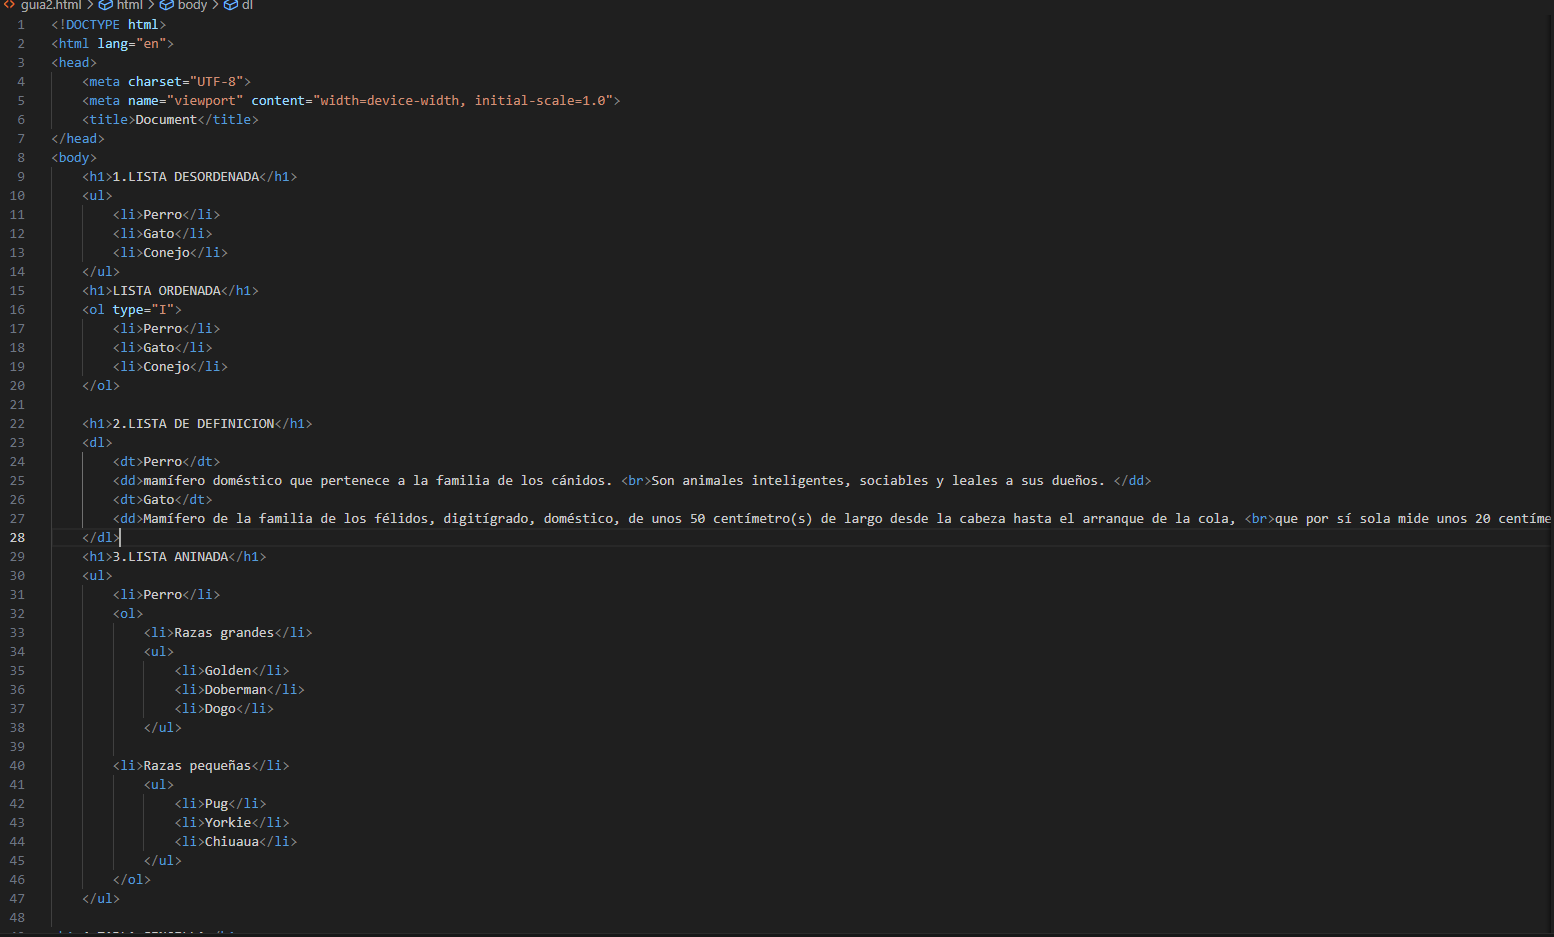 guia2.html > html > body > dl
1 <!DOCTYPE html>
2 <html lang="en">
3 <head>
4 <meta charset="UTF-8">
5 <meta name="viewport" content="width=device-width, initial-scale=1.0">
6 <title>Document</title>
7 </head>
8 <body>
9 <h1>1.LISTA DESORDENADA</h1>
10 <ul>
11 <li>Perro</li>
12 <li>Gato</li>
13 <li>Conejo</li>
14 </ul>
15 <h1>LISTA ORDENADA</h1>
16 <ol type="I">
17 <li>Perro</li>
18 <li>Gato</li>
19 <li>Conejo</li>
20 </ol>
21
22 <h1>2.LISTA DE DEFINICION</h1>
23 <dl>
24 <dt>Perro</dt>
25 <dd>mamífero doméstico que pertenece a la familia de los cánidos. <br>Son animales inteligentes, sociables y leales a sus dueños. </dd>
26 <dt>Gato</dt>
27 <dd>Mamífero de la familia de los félidos, digitígrado, doméstico, de unos 50 centímetro(s) de largo desde la cabeza hasta el arranque de la cola, <br>que por sí sola mide unos 20 centíme
28 </dl>
29 <h1>3.LISTA ANINADA</h1>
30 <ul>
31 <li>Perro</li>
32 <ol>
33 <li>Razas grandes</li>
34 <ul>
35 <li>Golden</li>
36 <li>Doberman</li>
37 <li>Dogo</li>
38 </ul>
39
40 <li>Razas pequeñas</li>
41 <ul>
42 <li>Pug</li>
43 <li>Yorkie</li>
44 <li>Chiuaua</li>
45 </ul>
46 </ol>
47 </ul>
48